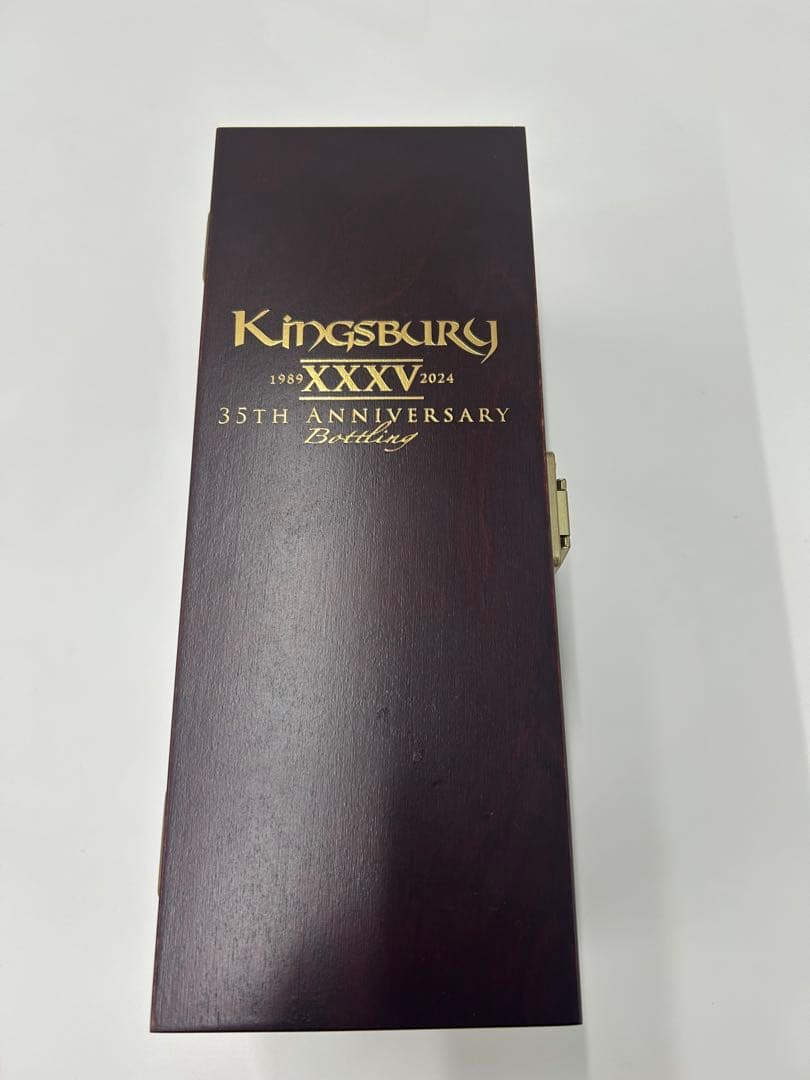 Kingsbury
1989 XXXV 2024
35TH ANNIVERSARY
Bottling